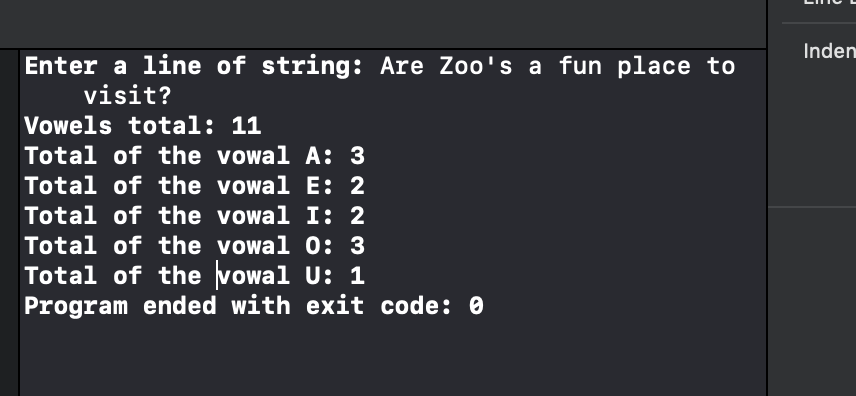 Enter a line of string: Are Zoo's a fun place to
visit?
Vowels total: 11
Total of the vowal A: 3
Total of the vowal E: 2
Total of the vowal I: 2
Total of the vowal O: 3
Total of the vowal U: 1
Program ended with exit code: 0
Inden